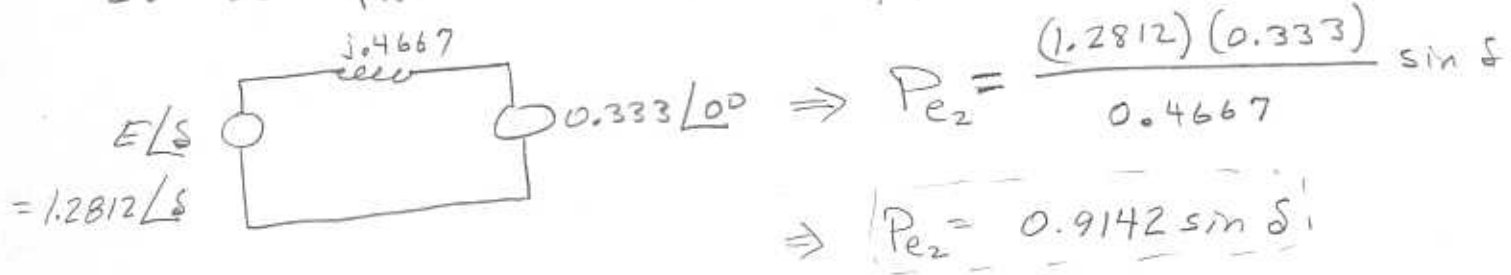 j.4667
E∠δ
= 1.2812∠δ
0.333∠0°
⇒ Pe2 = (1.2812)(0.333) / 0.4667 sin δ
⇒ Pe2 = 0.9142 sin δ